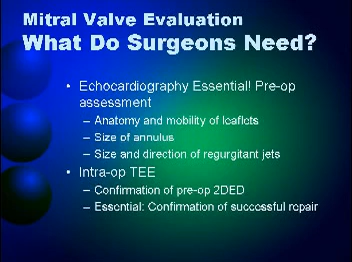 Mitral Valve Evaluation
What Do Surgeons Need?
• Echocardiography Essential! Pre-op
assessment
– Anatomy and mobility of leaflets
– Size of annulus
– Size and direction of regurgitant jets
• Intra-op TEE
– Confirmation of pre-op 2DED
– Essential: Confirmation of successful repair